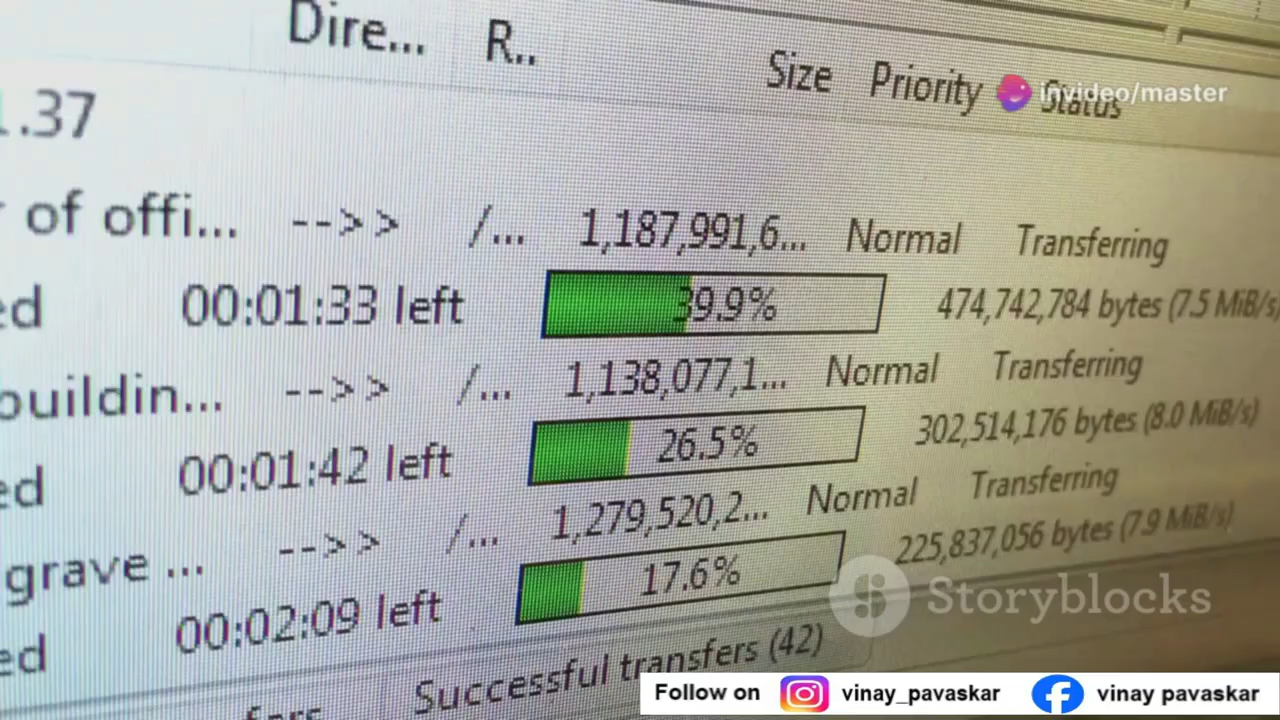 Dire... R.. Size Priority Status
invideo/master
.37
of offi... -->> /... 1,187,991,6... Normal Transferring
ed 00:01:33 left 39.9% 474,742,784 bytes (7.5 MiB/s
buildin... -->> /... 1,138,077,1... Normal Transferring
ed 00:01:42 left 26.5% 302,514,176 bytes (8.0 MiB/s)
grave ... -->> /... 1,279,520,2... Normal Transferring
ed 00:02:09 left 17.6% 225,837,056 bytes (7.9 MiB/s)
Storyblocks
Successful transfers (42)
Follow on vinay_pavaskar vinay pavaskar